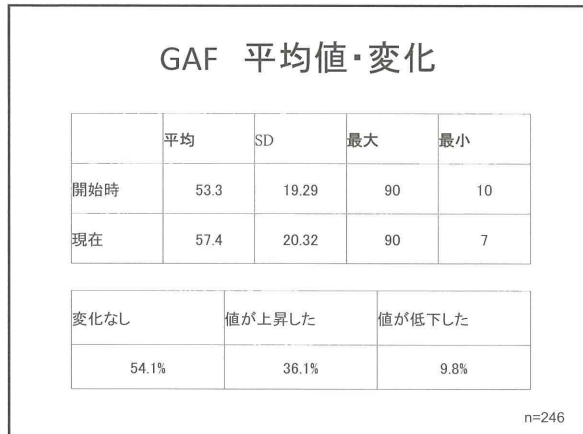 GAF 平均値・変化
平均 SD 最大 最小
開始時 53.3 19.29 90 10
現在 57.4 20.32 90 7
変化なし 値が上昇した 値が低下した
54.1% 36.1% 9.8%
n=246